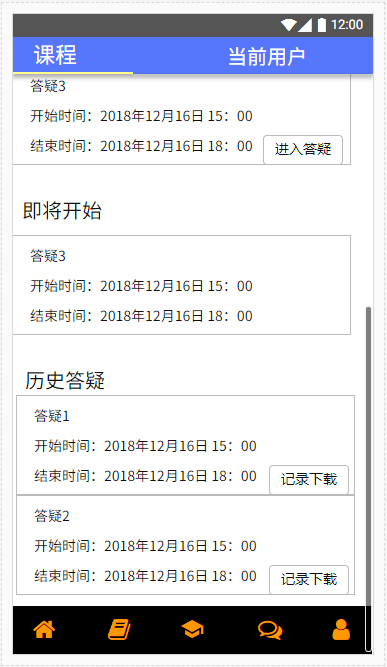 12:00
课程 当前用户
答疑3
开始时间：2018年12月16日 15：00
结束时间：2018年12月16日 18：00 进入答疑
即将开始
答疑3
开始时间：2018年12月16日 15：00
结束时间：2018年12月16日 18：00
历史答疑
答疑1
开始时间：2018年12月16日 15：00
结束时间：2018年12月16日 18：00 记录下载
答疑2
开始时间：2018年12月16日 15：00
结束时间：2018年12月16日 18：00 记录下载